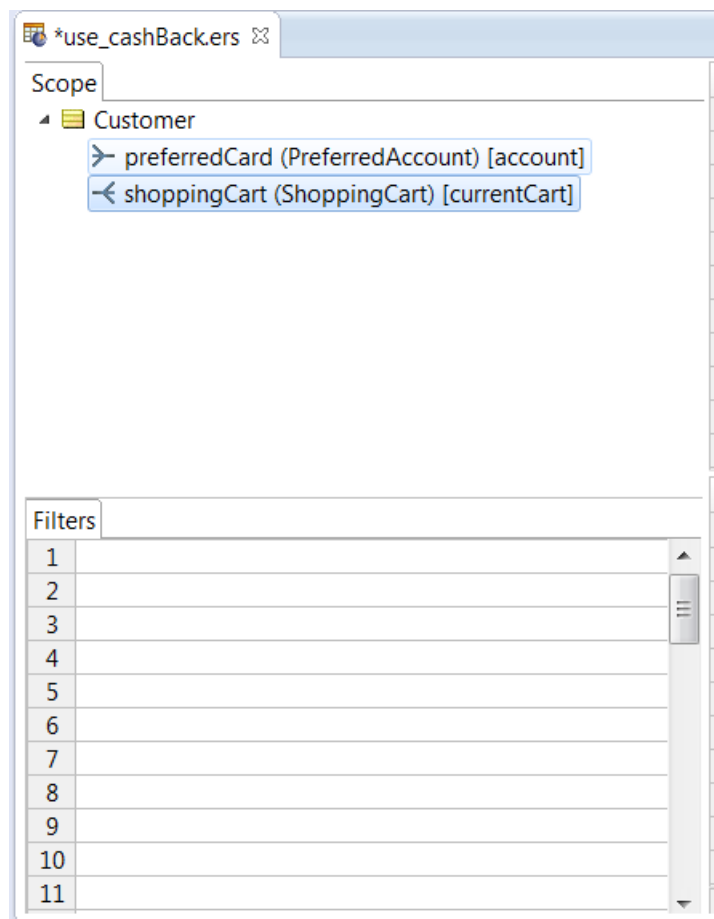 *use_cashBack.ers
Scope
Customer
preferredCard (PreferredAccount) [account]
shoppingCart (ShoppingCart) [currentCart]
Filters
1
2
3
4
5
6
7
8
9
10
11